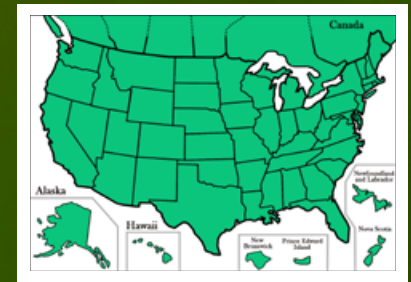 Canada
Alaska
Hawaii
New
Brunswick
Prince Edward
Island
Newfoundland
and Labrador
Nova Scotia